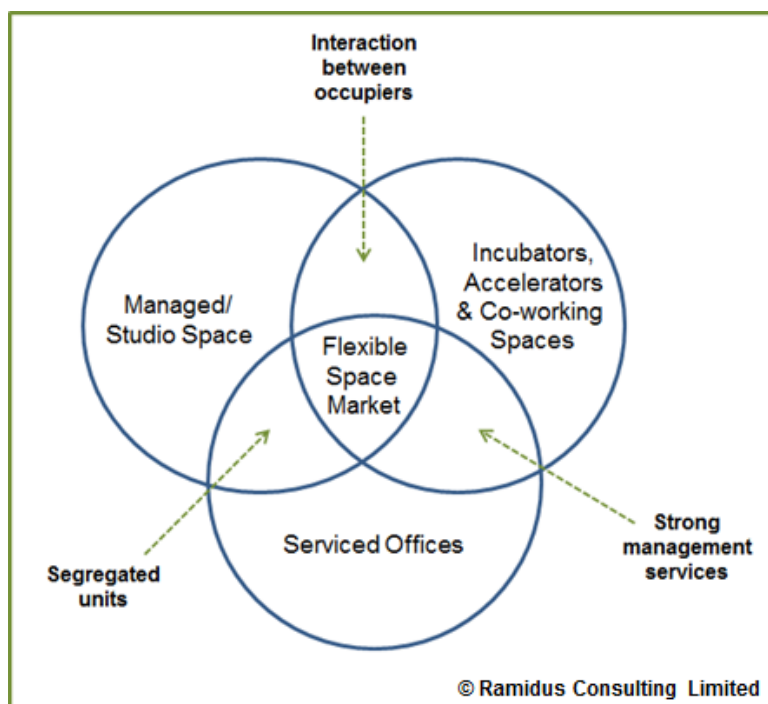 Interaction
between
occupiers
Managed/
Studio Space
Incubators,
Accelerators
& Co-working
Spaces
Flexible
Space
Market
Serviced Offices
Segregated
units
Strong
management
services
© Ramidus Consulting Limited